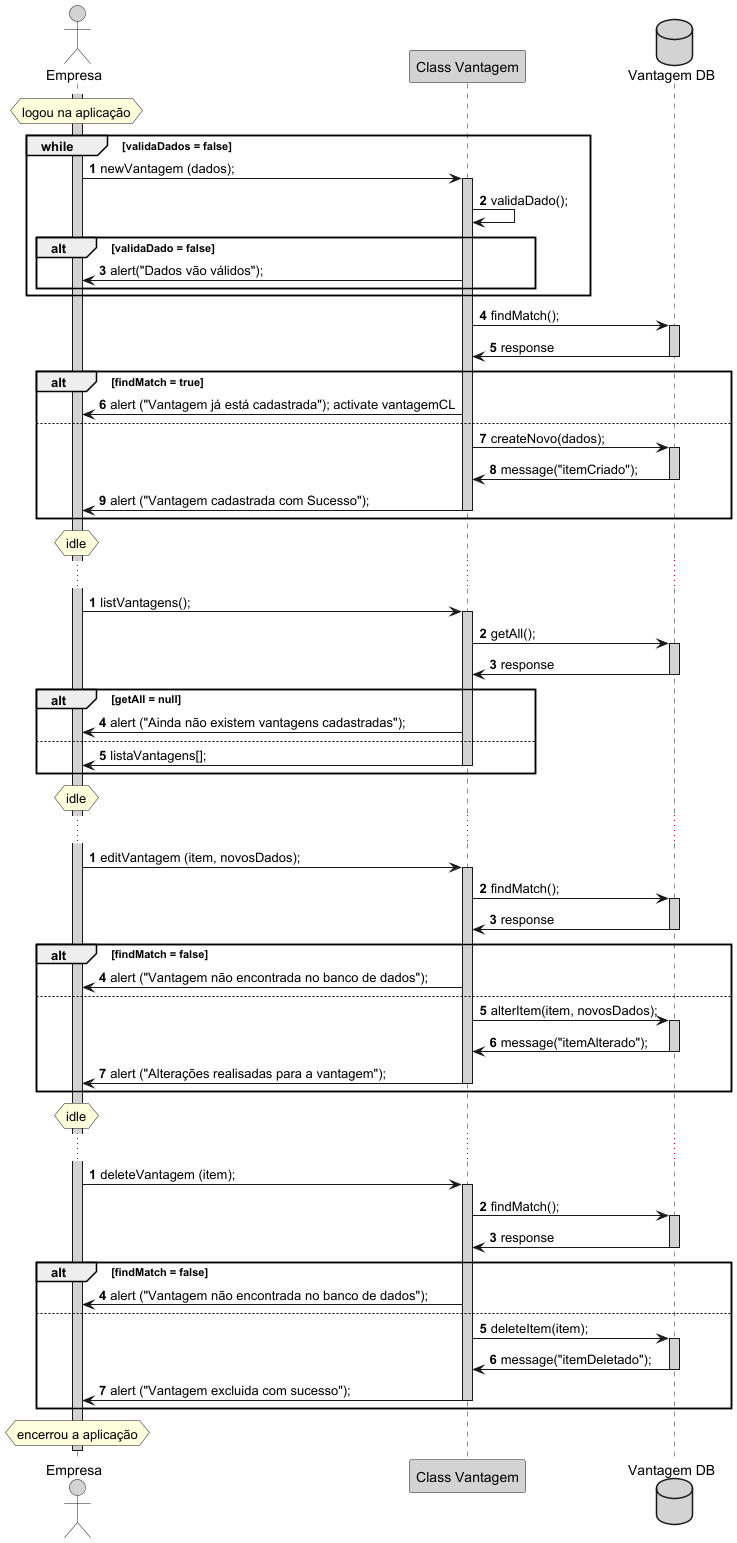 Empresa
Class Vantagem
Vantagem DB
logou na aplicação
while [validaDados = false]
1 newVantagem (dados);
2 validaDado();
alt [validaDado = false]
3 alert("Dados vão válidos");
4 findMatch();
5 response
alt [findMatch = true]
6 alert ("Vantagem já está cadastrada"); activate vantagemCL
7 createNovo(dados);
8 message("itemCriado");
9 alert ("Vantagem cadastrada com Sucesso");
idle
1 listVantagens();
2 getAll();
3 response
alt [getAll = null]
4 alert ("Ainda não existem vantagens cadastradas");
5 listaVantagens[];
idle
1 editVantagem (item, novosDados);
2 findMatch();
3 response
alt [findMatch = false]
4 alert ("Vantagem não encontrada no banco de dados");
5 alterItem(item, novosDados);
6 message("itemAlterado");
7 alert ("Alterações realisadas para a vantagem");
idle
1 deleteVantagem (item);
2 findMatch();
3 response
alt [findMatch = false]
4 alert ("Vantagem não encontrada no banco de dados");
5 deleteItem(item);
6 message("itemDeletado");
7 alert ("Vantagem excluida com sucesso");
encerrou a aplicação
Empresa
Class Vantagem
Vantagem DB